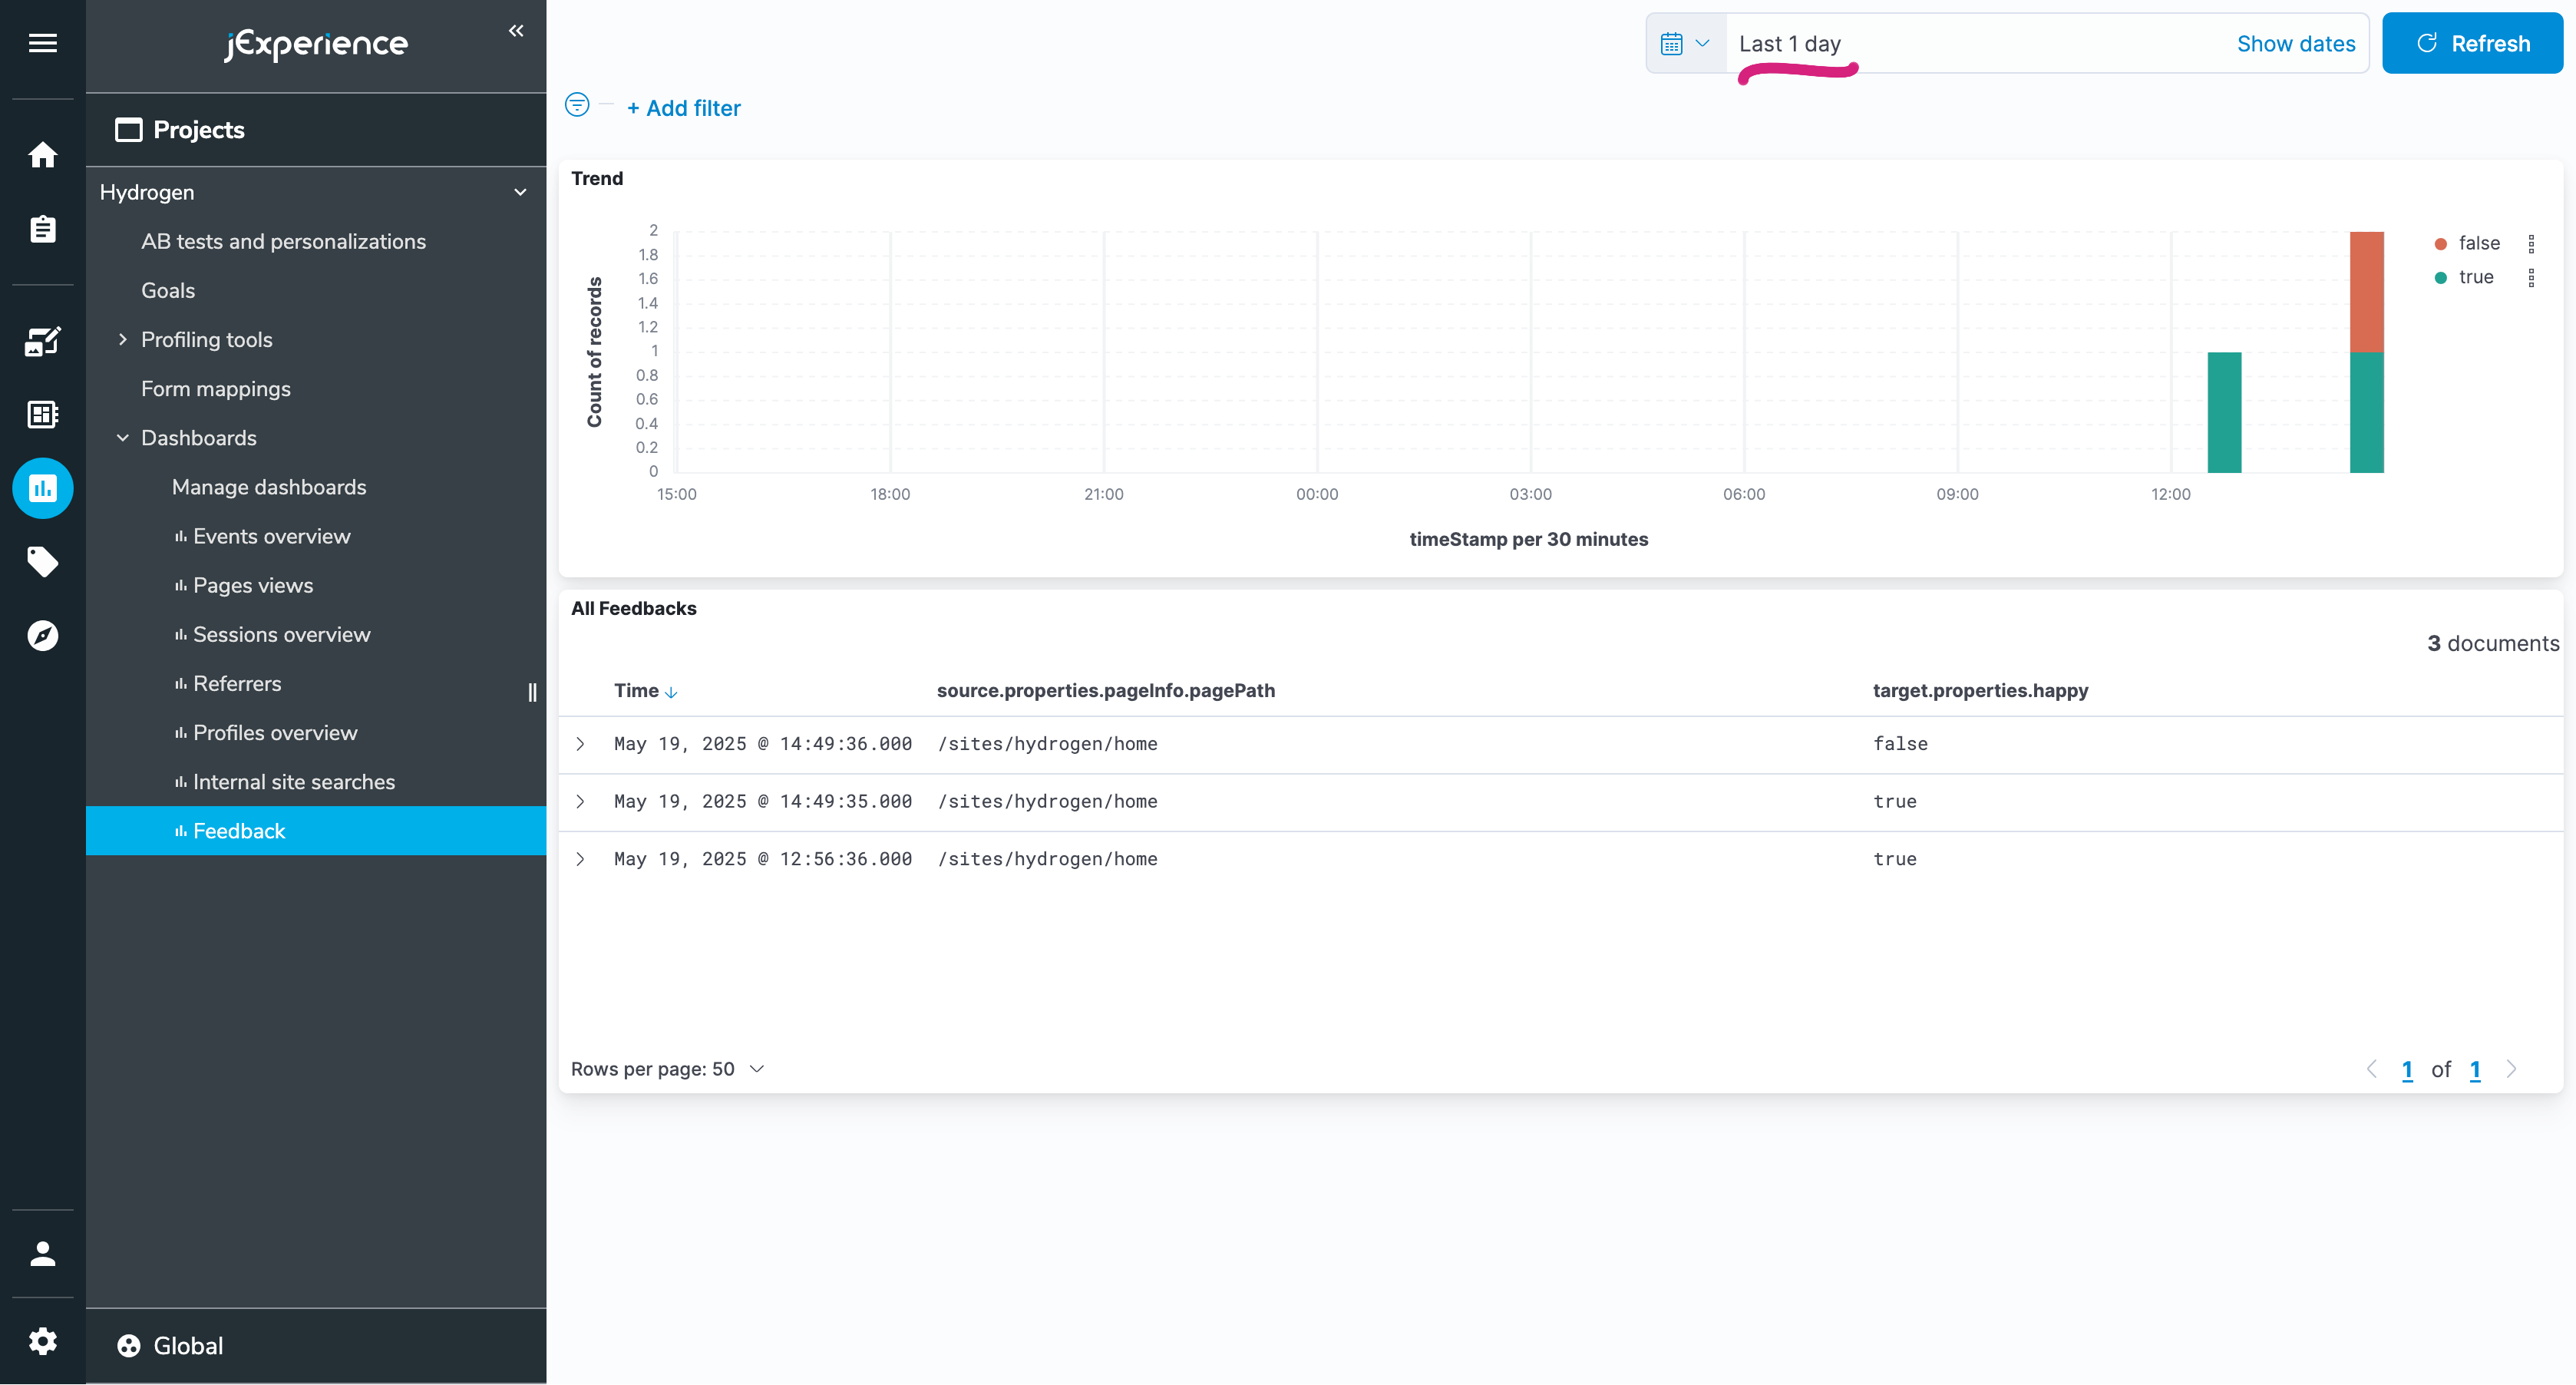 jExperience
Projects
Hydrogen
AB tests and personalizations
Goals
Profiling tools
Form mappings
Dashboards
Manage dashboards
Events overview
Pages views
Sessions overview
Referrers
Profiles overview
Internal site searches
Feedback
Global
Last 1 day
Show dates
Refresh
+ Add filter
Trend
Count of records
2
1.8
1.6
1.4
1.2
1
0.8
0.6
0.4
0.2
0
15:00 18:00 21:00 00:00 03:00 06:00 09:00 12:00
timeStamp per 30 minutes
false
true
All Feedbacks
3 documents
Time source.properties.pageInfo.pagePath target.properties.happy
May 19, 2025 @ 14:49:36.000 /sites/hydrogen/home false
May 19, 2025 @ 14:49:35.000 /sites/hydrogen/home true
May 19, 2025 @ 12:56:36.000 /sites/hydrogen/home true
Rows per page: 50
1 of 1